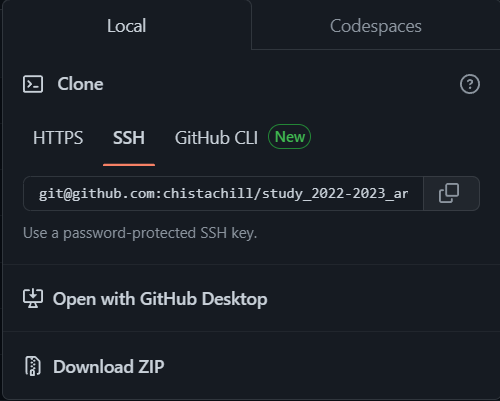 Local Codespaces
Clone
HTTPS SSH GitHub CLI New
git@github.com:chistachill/study_2022-2023_ar
Use a password-protected SSH key.
Open with GitHub Desktop
Download ZIP